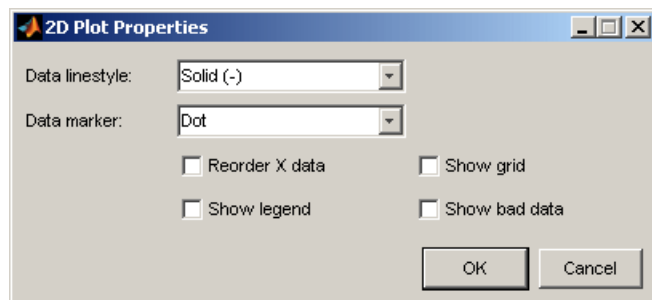 2D Plot Properties
Data linestyle: Solid (-)
Data marker: Dot
Reorder X data Show grid
Show legend Show bad data
OK Cancel